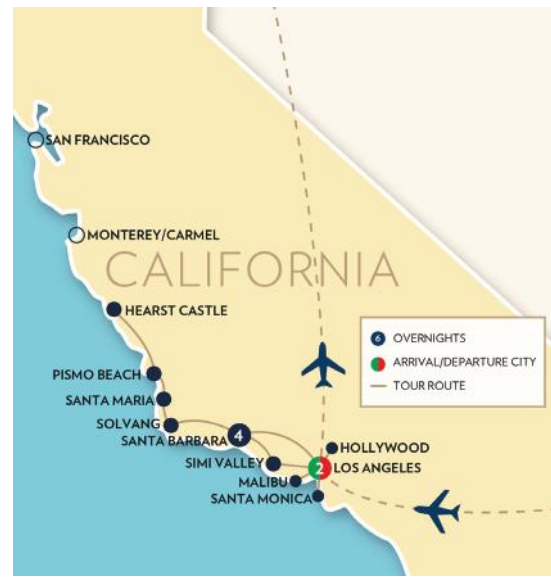 SAN FRANCISCO
MONTEREY/CARMEL
CALIFORNIA
HEARST CASTLE
6 OVERNIGHTS
ARRIVAL/DEPARTURE CITY
TOUR ROUTE
PISMO BEACH
SANTA MARIA
SOLVANG
SANTA BARBARA
4
HOLLYWOOD
SIMI VALLEY
2
LOS ANGELES
MALIBU
SANTA MONICA